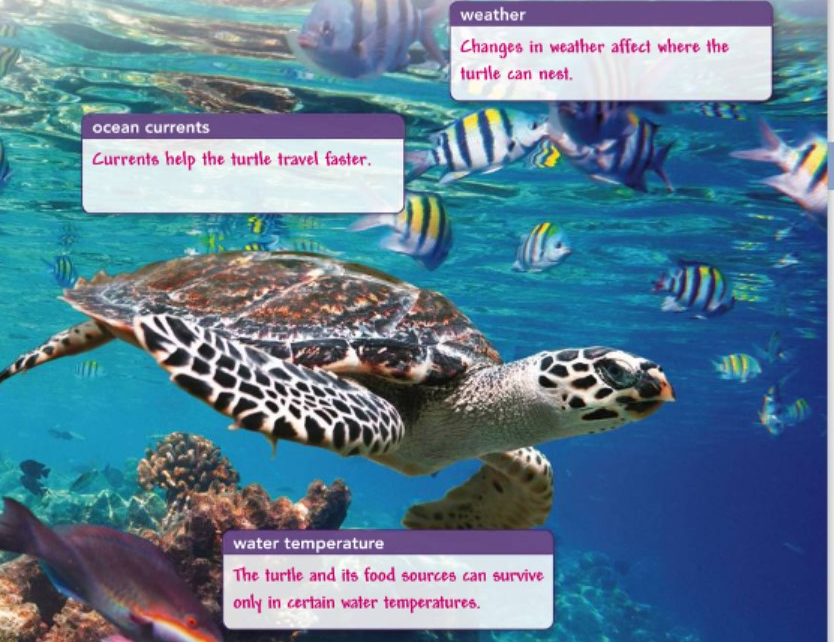 weather
Changes in weather affect where the
turtle can nest.
ocean currents
Currents help the turtle travel faster.
water temperature
The turtle and its food sources can survive
only in certain water temperatures.